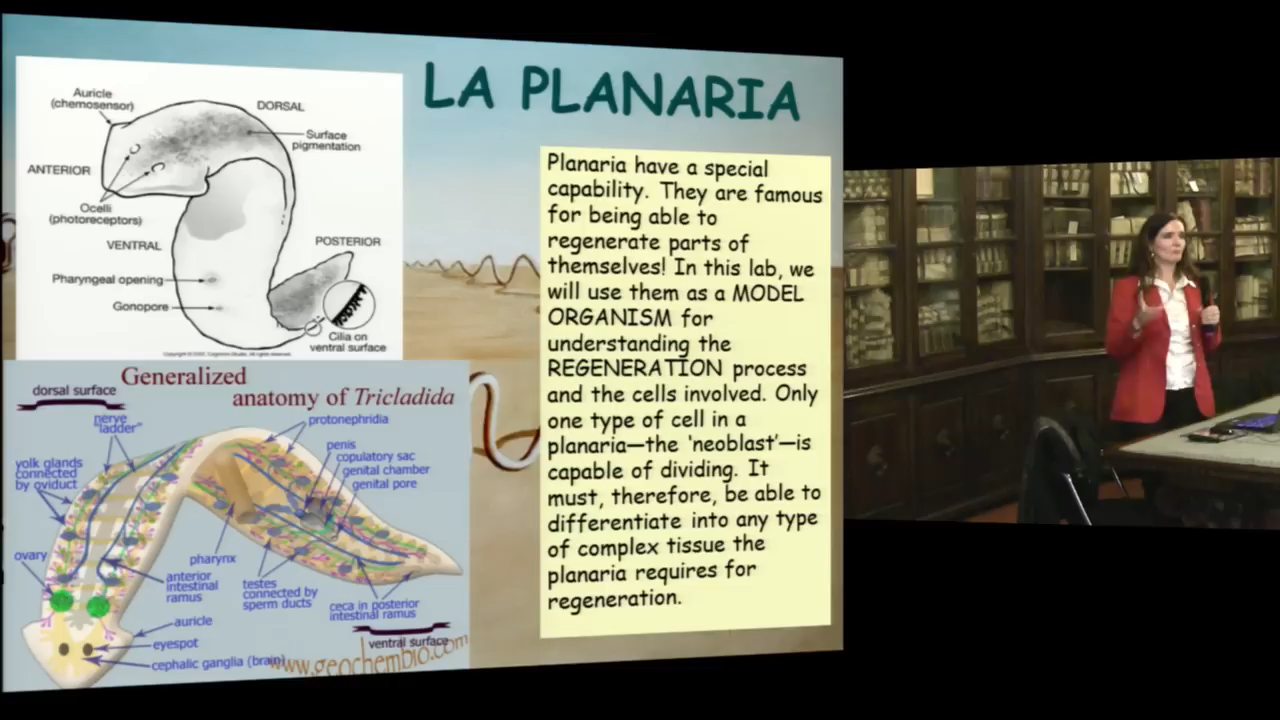 LA PLANARIA
Auricle
(chemosensor)
DORSAL
Surface
pigmentation
ANTERIOR
Ocelli
(photoreceptors)
VENTRAL
POSTERIOR
Pharyngeal opening
Gonopore
Cilia on
ventral surface
Planaria have a special
capability. They are famous
for being able to
regenerate parts of
themselves! In this lab, we
will use them as a MODEL
ORGANISM for
understanding the
REGENERATION process
and the cells involved. Only
one type of cell in a
planaria—the ‘neoblast’—is
capable of dividing. It
must, therefore, be able to
differentiate into any type
of complex tissue the
planaria requires for
regeneration.
Generalized
anatomy of Tricladida
dorsal surface
nerve
"ladder"
protonephridia
penis
copulatory sac
genital chamber
genital pore
yolk glands
connected
by oviduct
ovary
pharynx
anterior
intestinal
ramus
testes
connected by
sperm ducts
ceca in posterior
intestinal ramus
auricle
ventral surface
eyespot
cephalic ganglia (brain)
www.geochembio.com